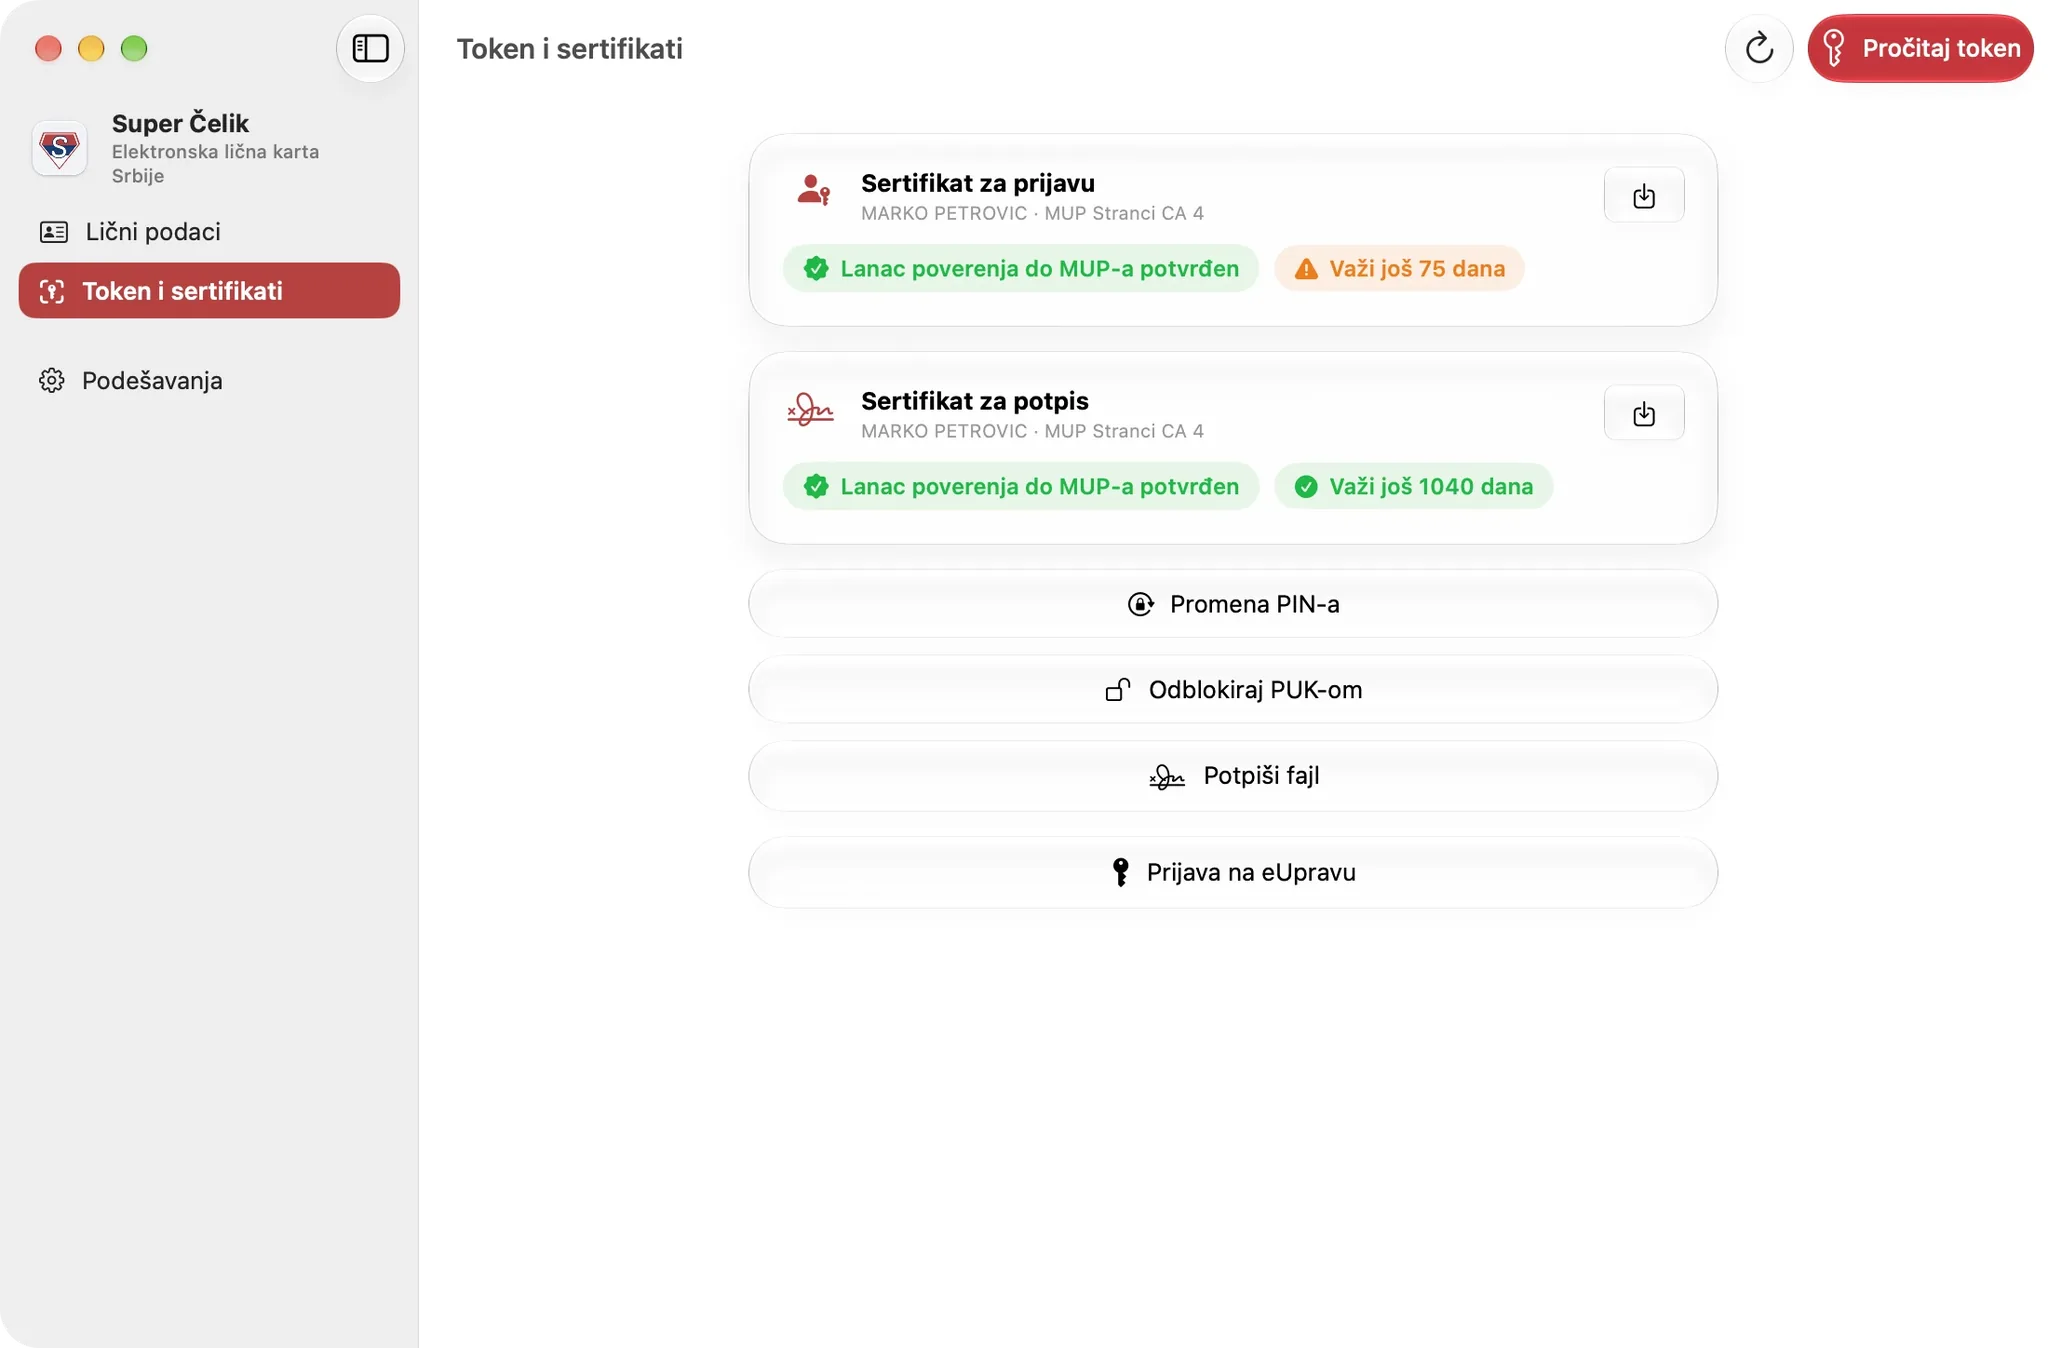 Token i sertifikati
Pročitaj token
Super Čelik
Elektronska lična karta
Srbije
Lični podaci
Token i sertifikati
Podešavanja
Sertifikat za prijavu
MARKO PETROVIC · MUP Stranci CA 4
Lanac poverenja do MUP-a potvrđen
Važi još 75 dana
Sertifikat za potpis
MARKO PETROVIC · MUP Stranci CA 4
Lanac poverenja do MUP-a potvrđen
Važi još 1040 dana
Promena PIN-a
Odblokiraj PUK-om
Potpiši fajl
Prijava na eUpravu